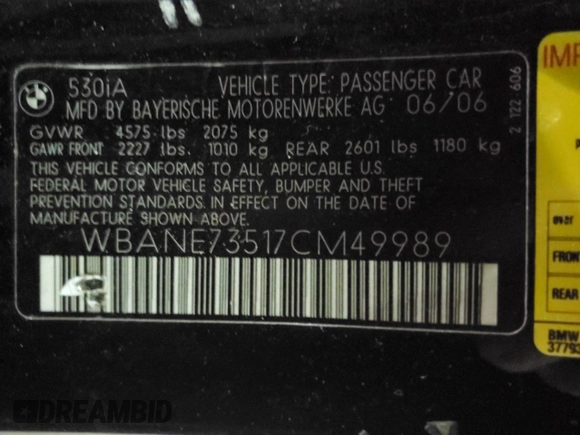 530iA VEHICLE TYPE: PASSENGER CAR
MFD BY BAYERISCHE MOTORENWERKE AG 06/06
GVWR 4575 lbs 2075 kg
GAWR FRONT 2227 lbs. 1010 kg REAR 2601 lbs 1180 kg
THIS VEHICLE CONFORMS TO ALL APPLICABLE U.S.
FEDERAL MOTOR VEHICLE SAFETY, BUMPER AND THEFT
PREVENTION STANDARDS IN EFFECT ON THE DATE OF
MANUFACTURE SHOWN ABOVE.
WBANE73517CM49989
2 122 606
IMP
FRON
REAR
BMW
37793
DREAMBID